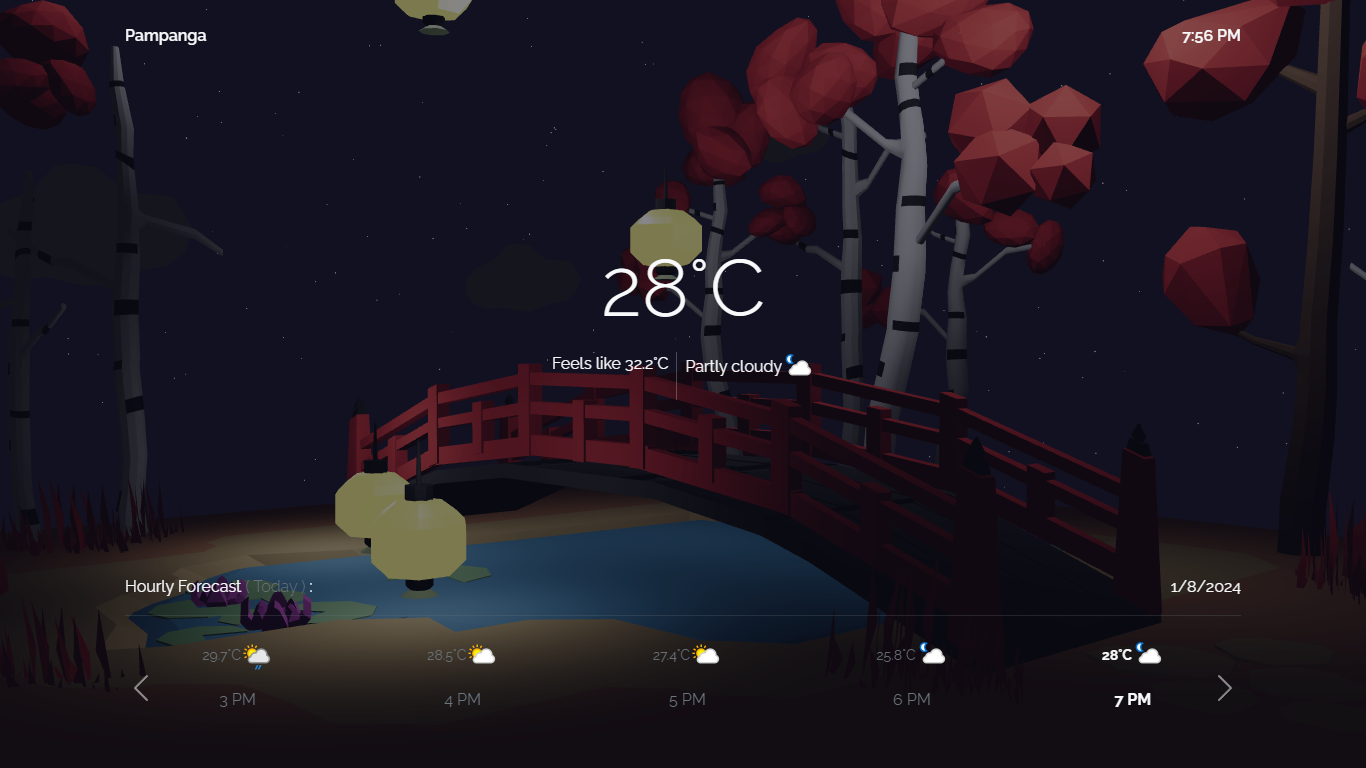 Pampanga
7:56 PM
28°C
Feels like 32.2°C
Partly cloudy
Hourly Forecast ( Today ) :
1/8/2024
29.7°C
28.5°C
27.4°C
25.8°C
28°C
3 PM
4 PM
5 PM
6 PM
7 PM